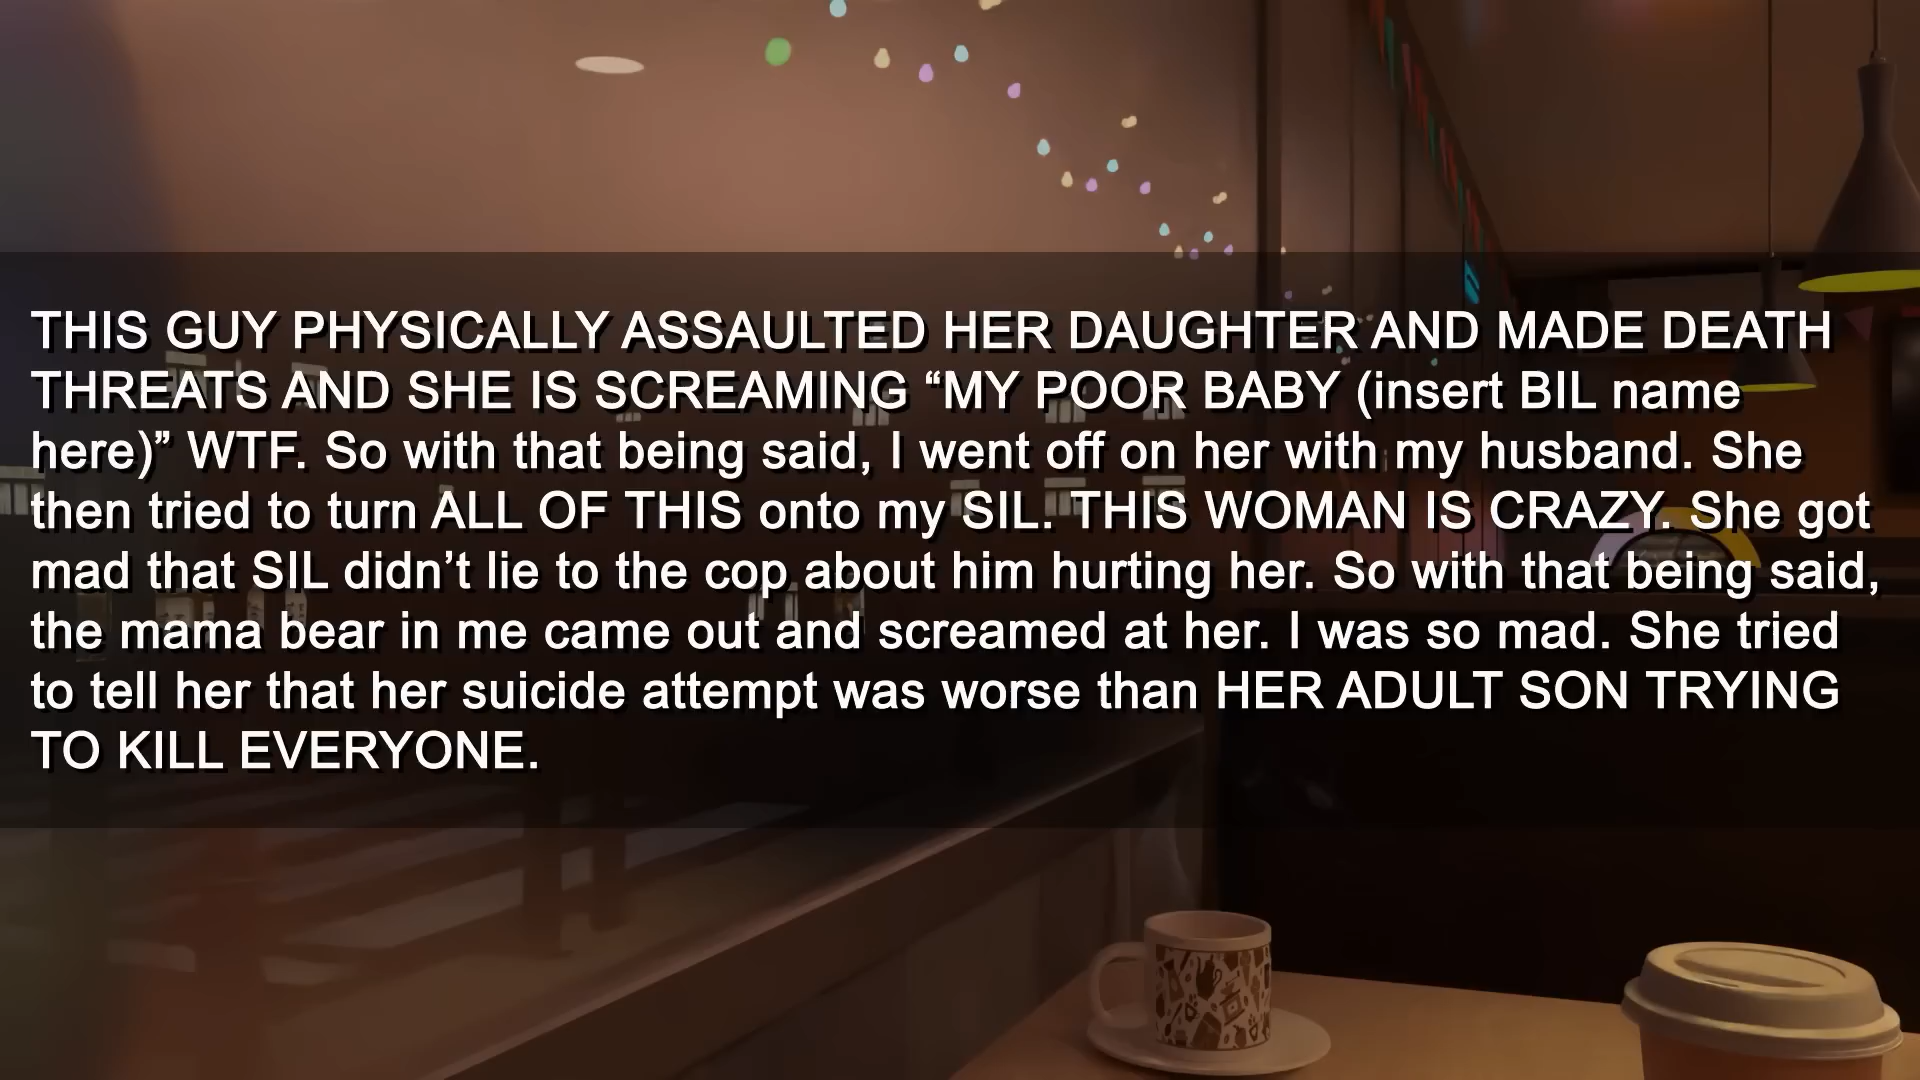 THIS GUY PHYSICALLY ASSAULTED HER DAUGHTER AND MADE DEATH
THREATS AND SHE IS SCREAMING “MY POOR BABY (insert BIL name
here)” WTF. So with that being said, I went off on her with my husband. She
then tried to turn ALL OF THIS onto my SIL. THIS WOMAN IS CRAZY. She got
mad that SIL didn’t lie to the cop about him hurting her. So with that being said,
the mama bear in me came out and screamed at her. I was so mad. She tried
to tell her that her suicide attempt was worse than HER ADULT SON TRYING
TO KILL EVERYONE.